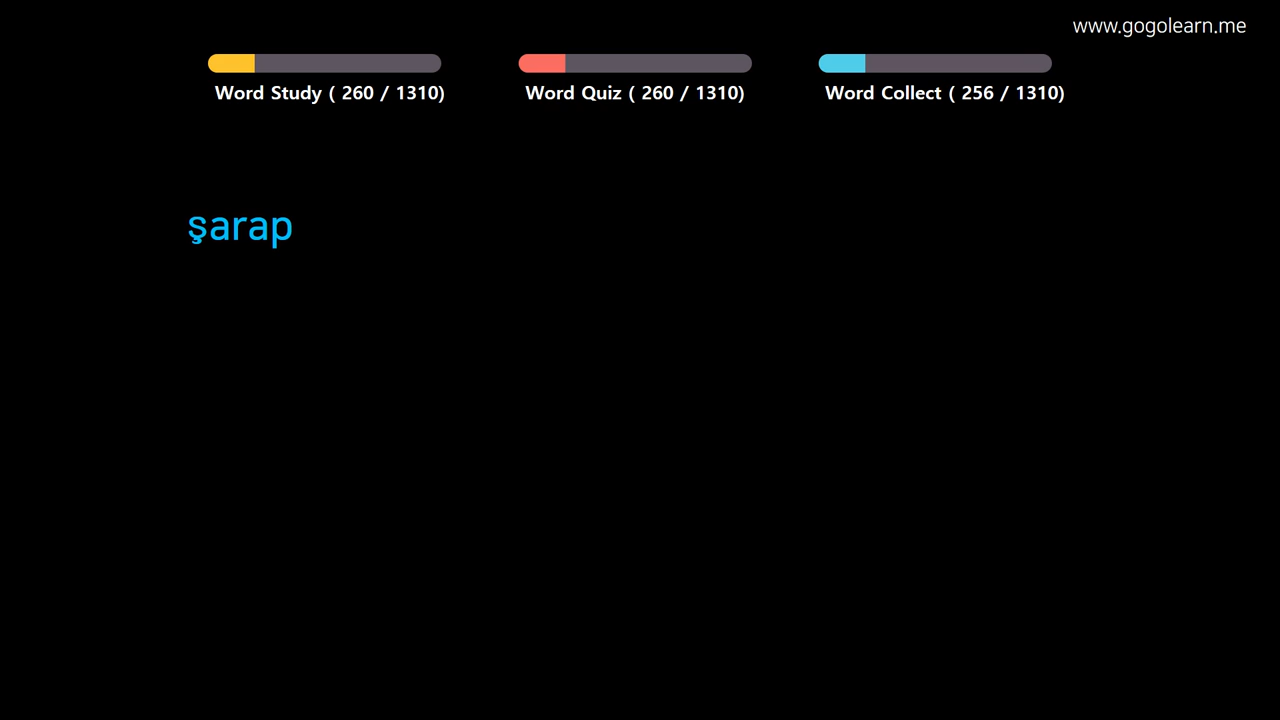 www.gogolearn.me
Word Study ( 260 / 1310)
Word Quiz ( 260 / 1310)
Word Collect ( 256 / 1310)
şarap